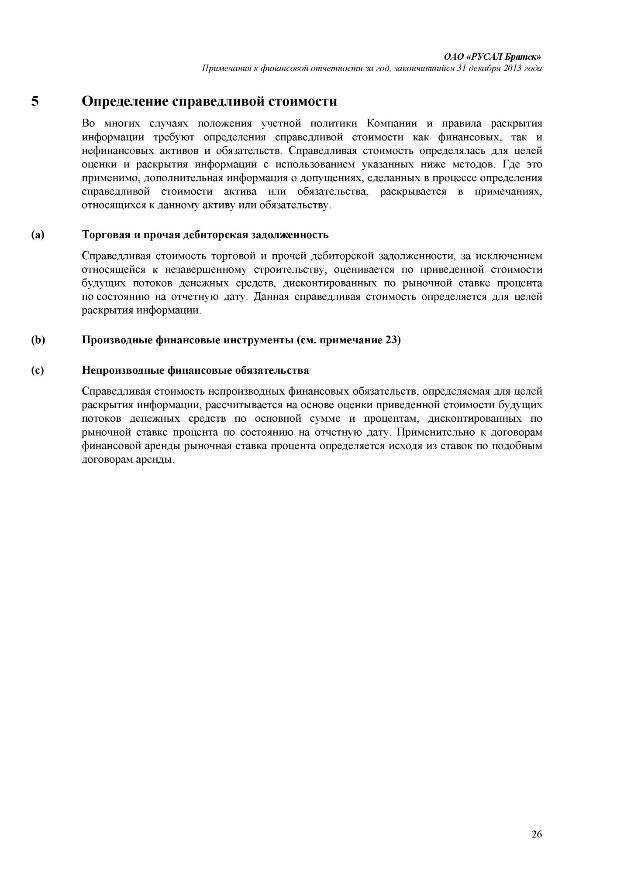 ОАО «РУСАЛ Братск»
Примечания к финансовой отчетности за год, закончившийся 31 декабря 2013 года
5 Определение справедливой стоимости
Во многих случаях положения учетной политики Компании и правила раскрытия
информации требуют определения справедливой стоимости как финансовых, так и
нефинансовых активов и обязательств. Справедливая стоимость определялась для целей
оценки и раскрытия информации с использованием указанных ниже методов. Где это
применимо, дополнительная информация о допущениях, сделанных в процессе определения
справедливой стоимости актива или обязательства, раскрывается в примечаниях,
относящихся к данному активу или обязательству.
(a) Торговая и прочая дебиторская задолженность
Справедливая стоимость торговой и прочей дебиторской задолженности, за исключением
относящейся к незавершенному строительству, оценивается по приведенной стоимости
будущих потоков денежных средств, дисконтированных по рыночной ставке процента
по состоянию на отчетную дату. Данная справедливая стоимость определяется для целей
раскрытия информации.
(b) Производные финансовые инструменты (см. примечание 23)
(c) Непроизводные финансовые обязательства
Справедливая стоимость непроизводных финансовых обязательств, определяемая для целей
раскрытия информации, рассчитывается на основе оценки приведенной стоимости будущих
потоков денежных средств по основной сумме и процентам, дисконтированных по
рыночной ставке процента по состоянию на отчетную дату. Применительно к договорам
финансовой аренды рыночная ставка процента определяется исходя из ставок по подобным
договорам аренды.
26